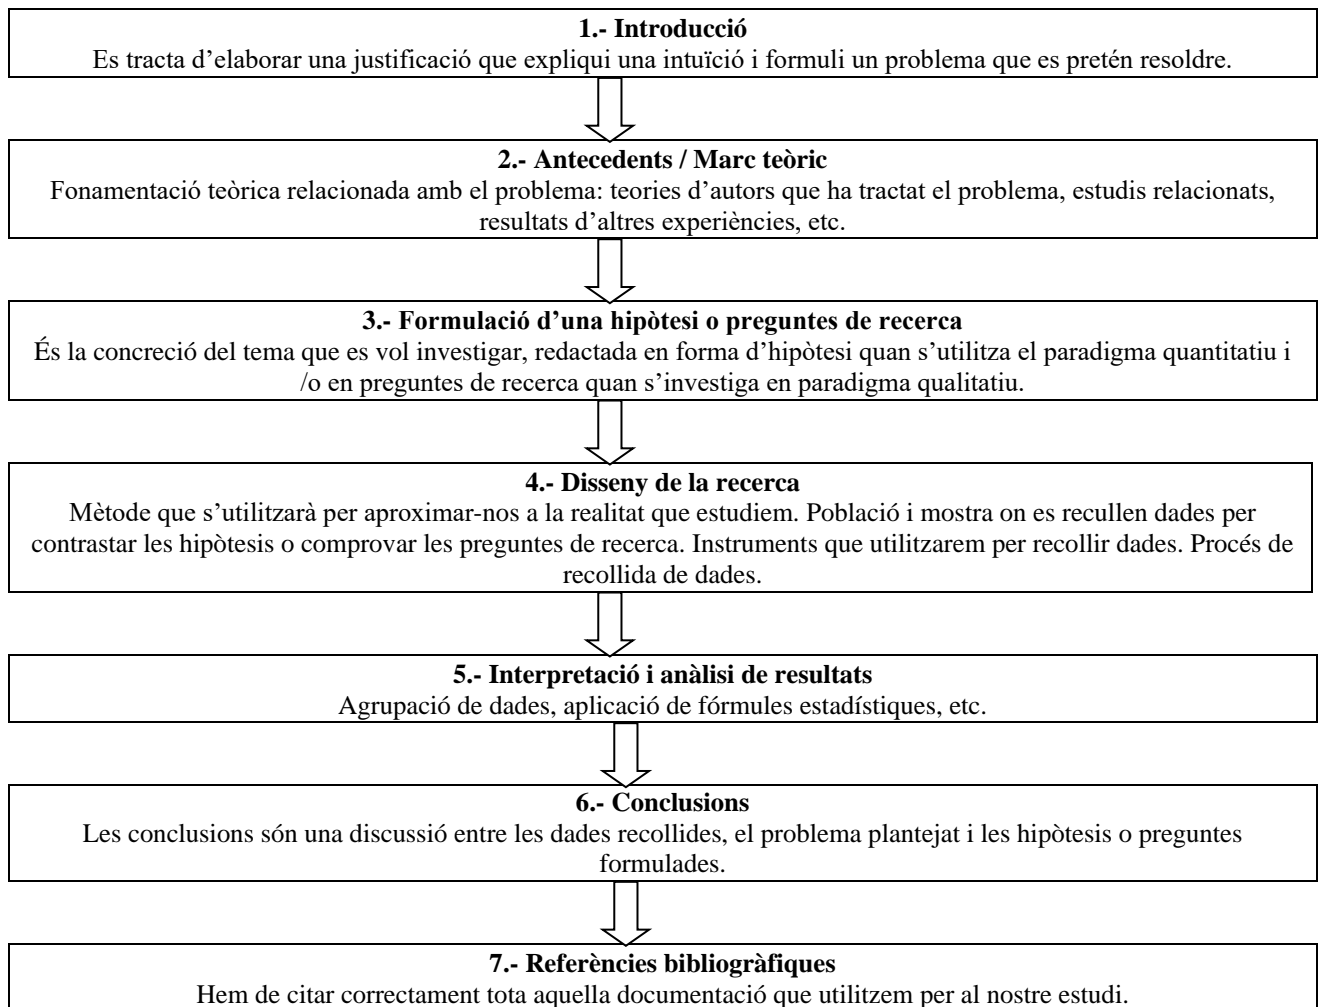 1.- Introducció
Es tracta d’elaborar una justificació que expliqui una intuïció i formuli un problema que es pretén resoldre.
2.- Antecedents / Marc teòric
Fonamentació teòrica relacionada amb el problema: teories d’autors que ha tractat el problema, estudis relacionats,
resultats d’altres experiències, etc.
3.- Formulació d’una hipòtesi o preguntes de recerca
És la concreció del tema que es vol investigar, redactada en forma d’hipòtesi quan s’utilitza el paradigma quantitatiu i
/o en preguntes de recerca quan s’investiga en paradigma qualitatiu.
4.- Disseny de la recerca
Mètode que s’utilitzarà per aproximar-nos a la realitat que estudiem. Població i mostra on es recullen dades per
contrastar les hipòtesis o comprovar les preguntes de recerca. Instruments que utilitzarem per recollir dades. Procés de
recollida de dades.
5.- Interpretació i anàlisi de resultats
Agrupació de dades, aplicació de fórmules estadístiques, etc.
6.- Conclusions
Les conclusions són una discussió entre les dades recollides, el problema plantejat i les hipòtesis o preguntes
formulades.
7.- Referències bibliogràfiques
Hem de citar correctament tota aquella documentació que utilitzem per al nostre estudi.